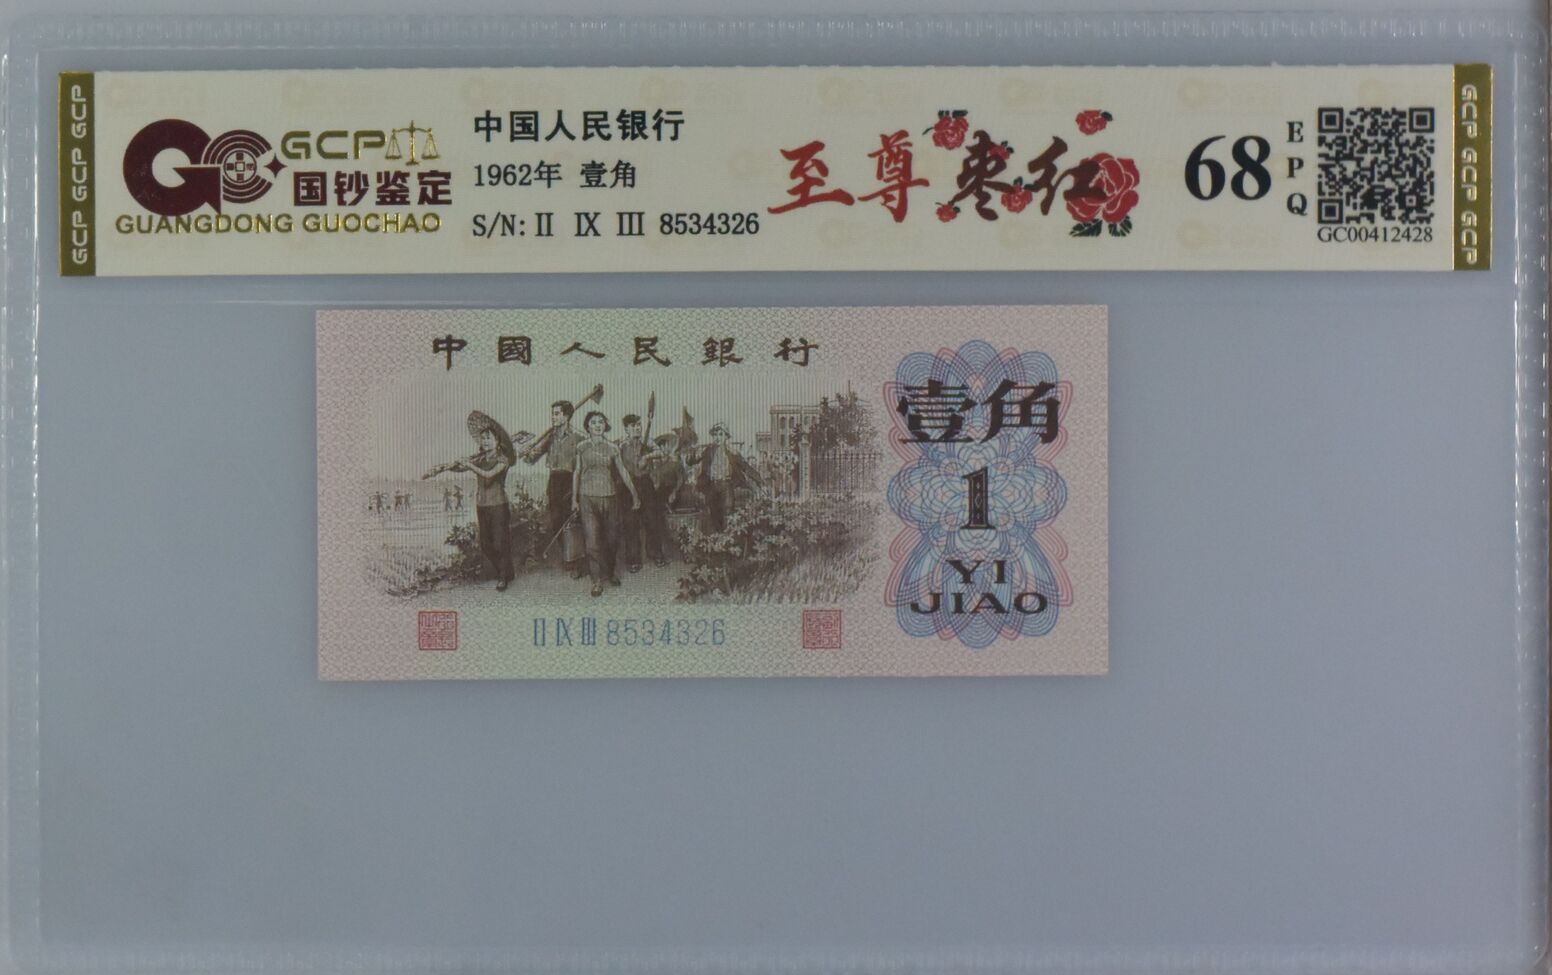 GCP GCP GCP
GCP
国钞鉴定
GUANGDONG GUOCHAO
中国人民银行
1962年 壹角
S/N: II IX III 8534326
至尊枣红
68
EPQ
GC00412428
GCP GCP GCP
中國人民銀行
壹角
1
YI
JIAO
II IX III 8534326